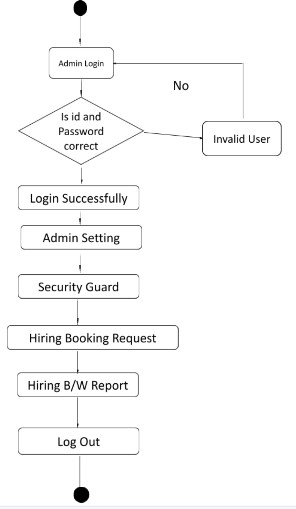 Admin Login
No
Is id and
Password
correct
Invalid User
Login Successfully
Admin Setting
Security Guard
Hiring Booking Request
Hiring B/W Report
Log Out